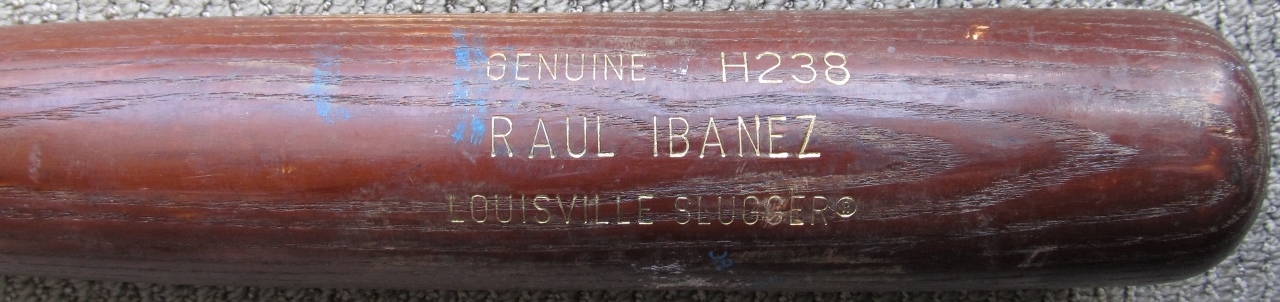 GENUINE H238
RAUL IBANEZ
LOUISVILLE SLUGGER®